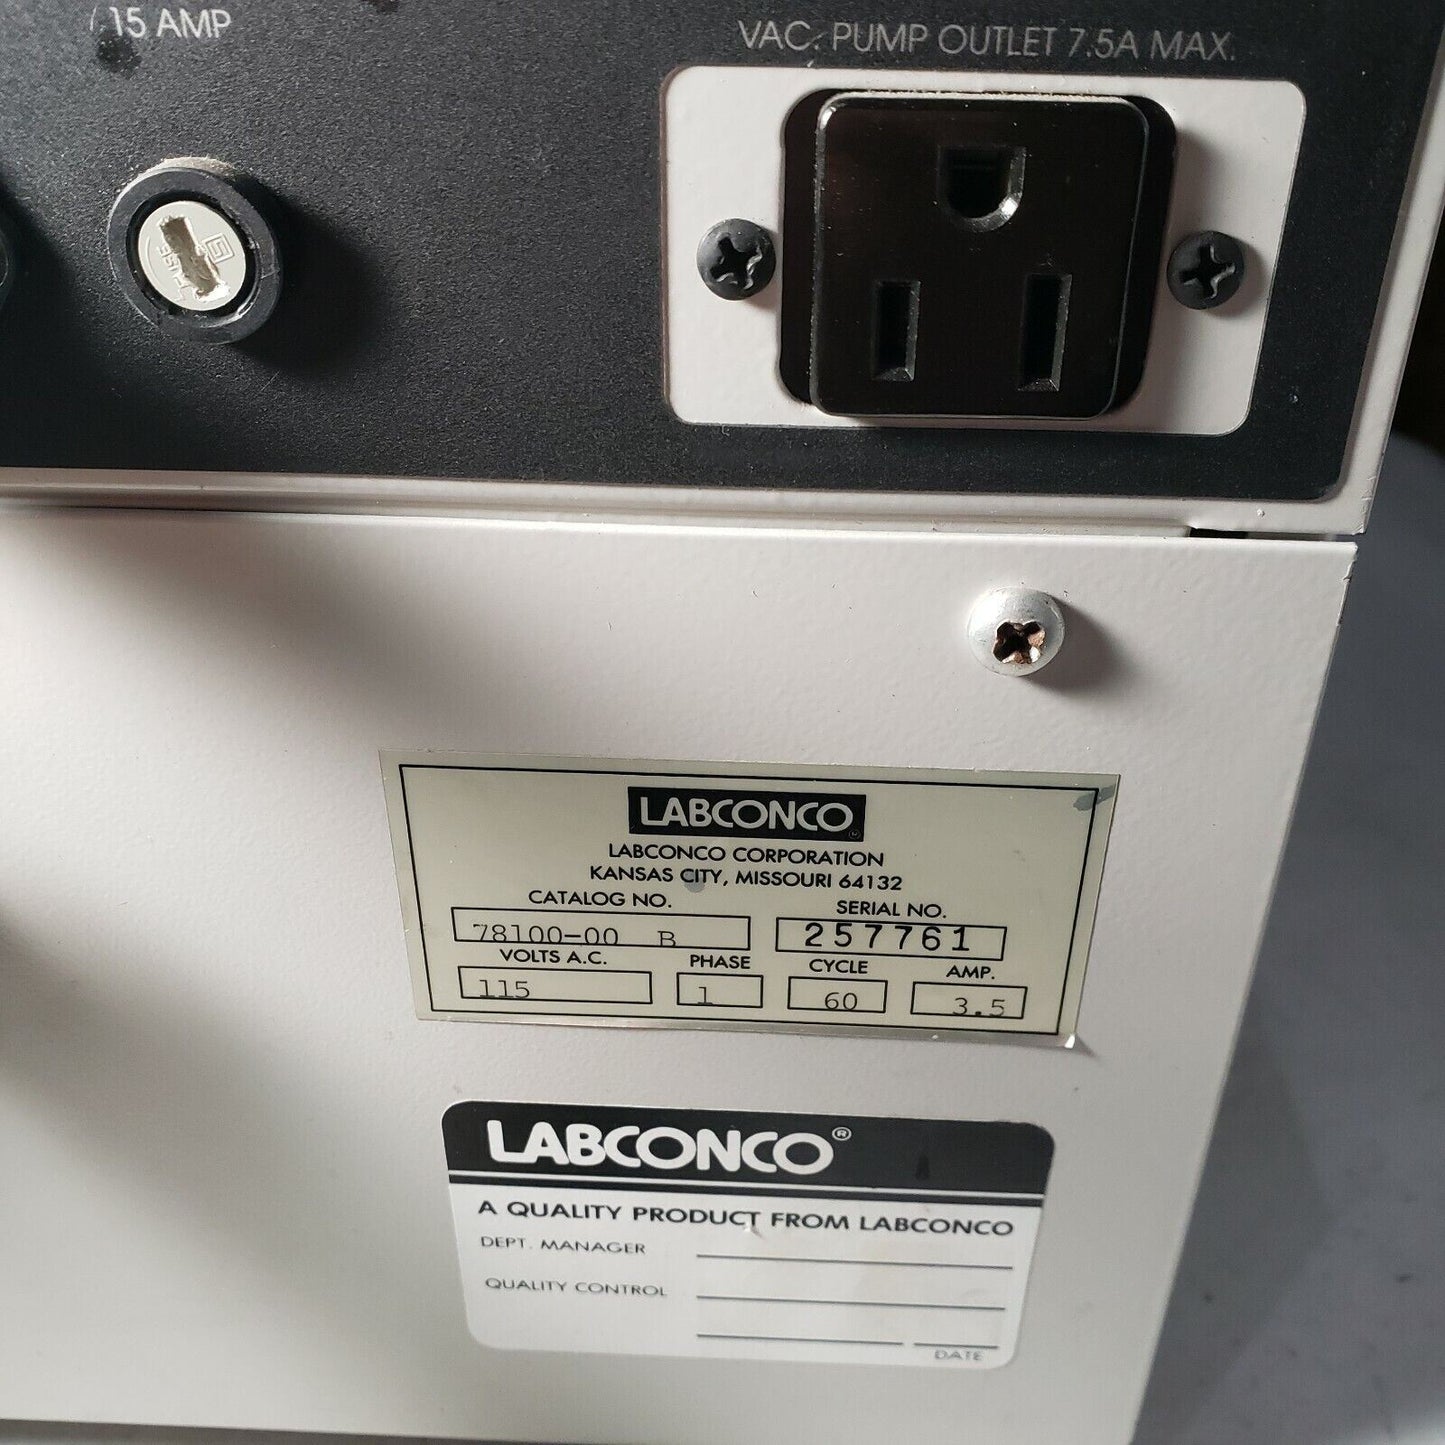 / 15 AMP
VAC. PUMP OUTLET 7.5A MAX.
LABCONCO
LABCONCO CORPORATION
KANSAS CITY, MISSOURI 64132
CATALOG NO. SERIAL NO.
78100-00 B 257761
VOLTS A.C. PHASE CYCLE AMP.
115 1 60 3.5
LABCONCO®
A QUALITY PRODUCT FROM LABCONCO
DEPT. MANAGER
QUALITY CONTROL
DATE